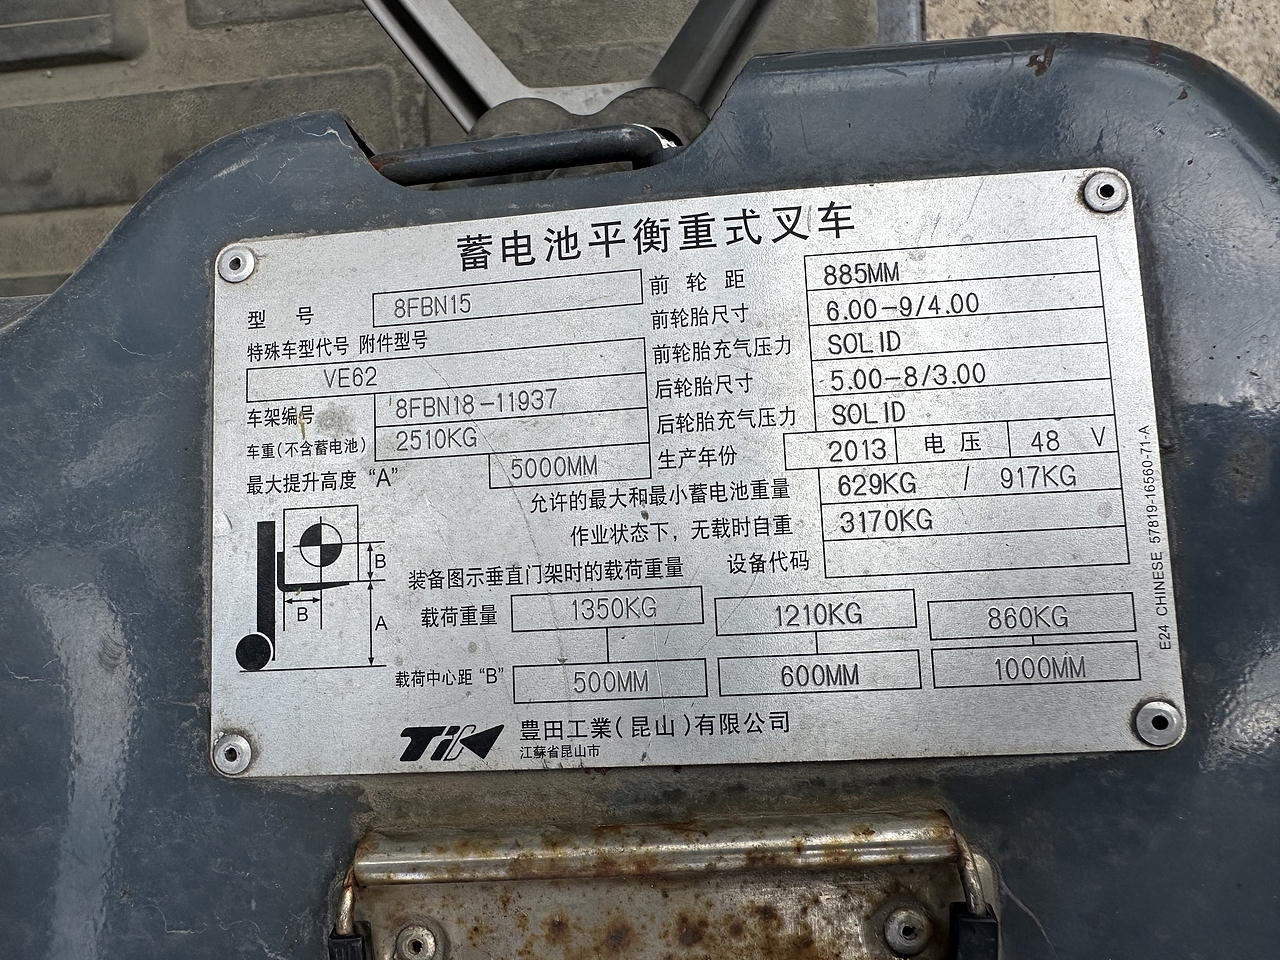 蓄电池平衡重式叉车
型 号 8FBN15
特殊车型代号 附件型号
VE62
车架编号 8FBN18-11937
车重(不含蓄电池) 2510KG
最大提升高度 “A” 5000MM
前 轮 距 885MM
前轮胎尺寸 6.00-9/4.00
前轮胎充气压力 SOLID
后轮胎尺寸 5.00-8/3.00
后轮胎充气压力 SOLID
生产年份 2013 电 压 48 V
允许的最大和最小蓄电池重量 629KG / 917KG
作业状态下，无载时自重 3170KG
设备代码
装备图示垂直门架时的载荷重量
B
B
A
载荷重量 1350KG 1210KG 860KG
载荷中心距 “B” 500MM 600MM 1000MM
TiK 豊田工業(昆山)有限公司
江蘇省昆山市
E24 CHINESE 57819-16560-71-A